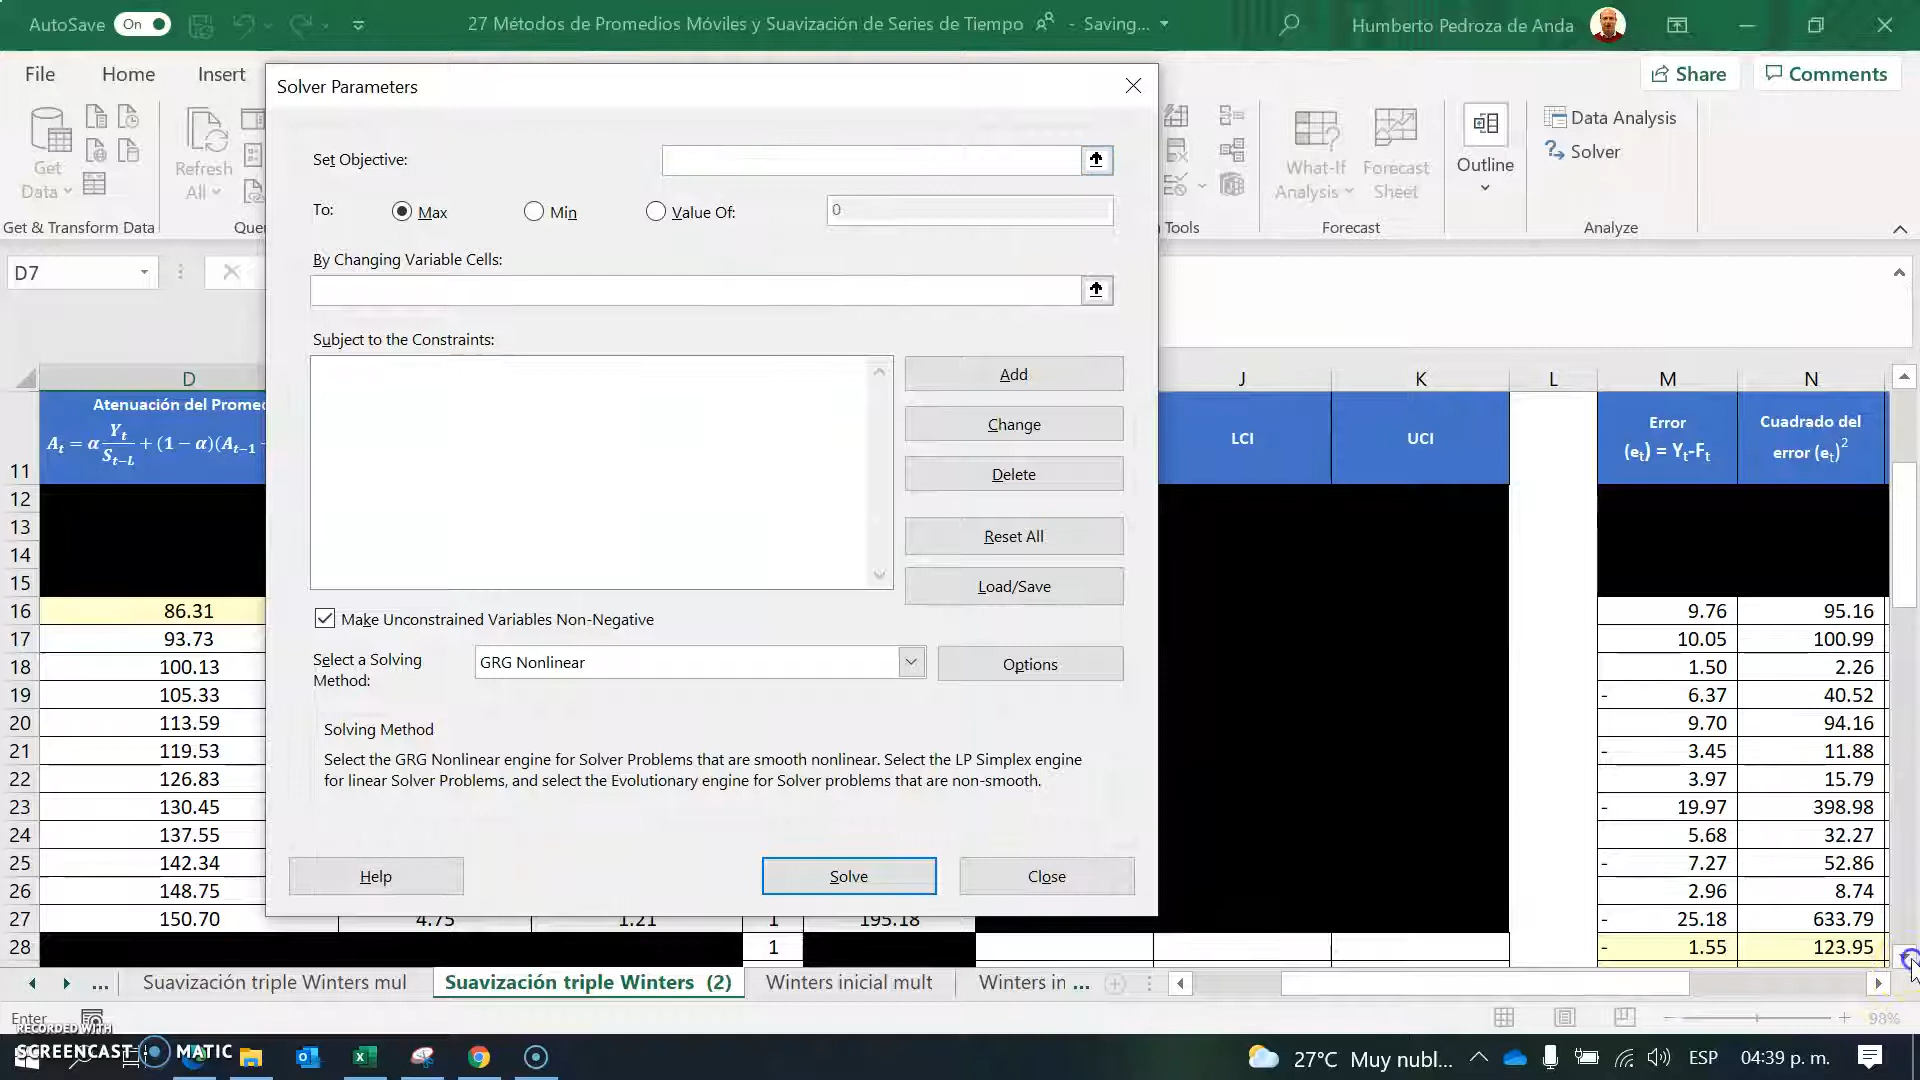 AutoSave On
27 Métodos de Promedios Móviles y Suavización de Series de Tiempo - Saving...
Humberto Pedroza de Anda
File Home Insert
Share Comments
Get Data
Refresh All
What-If Analysis
Forecast Sheet
Outline
Data Analysis
Solver
Get & Transform Data
Que
Tools
Forecast
Analyze
D7
Solver Parameters
Set Objective:
To: Max Min Value Of: 0
By Changing Variable Cells:
Subject to the Constraints:
Add
Change
Delete
Reset All
Load/Save
Make Unconstrained Variables Non-Negative
Select a Solving Method:
GRG Nonlinear
Options
Solving Method
Select the GRG Nonlinear engine for Solver Problems that are smooth nonlinear. Select the LP Simplex engine
for linear Solver Problems, and select the Evolutionary engine for Solver problems that are non-smooth.
Help Solve Close
D J K L M N
11 Atenuación del Promed
A_t = α Y_t/S_{t-L} + (1 − α)(A_{t−1}
LCI UCI
Error
(e_t) = Y_t-F_t
Cuadrado del
error (e_t)^2
12
13
14
15
16 86.31 9.76 95.16
17 93.73 10.05 100.99
18 100.13 1.50 2.26
19 105.33 - 6.37 40.52
20 113.59 9.70 94.16
21 119.53 - 3.45 11.88
22 126.83 3.97 15.79
23 130.45 - 19.97 398.98
24 137.55 5.68 32.27
25 142.34 - 7.27 52.86
26 148.75 2.96 8.74
27 150.70 4.75 1.21 1 195.18 - 25.18 633.79
28 1 - 1.55 123.95
... Suavización triple Winters mul Suavización triple Winters (2) Winters inicial mult Winters in ...
Enter
98%
RECORDED WITH
SCREENCAST MATIC
27°C Muy nubl... ESP 04:39 p. m.